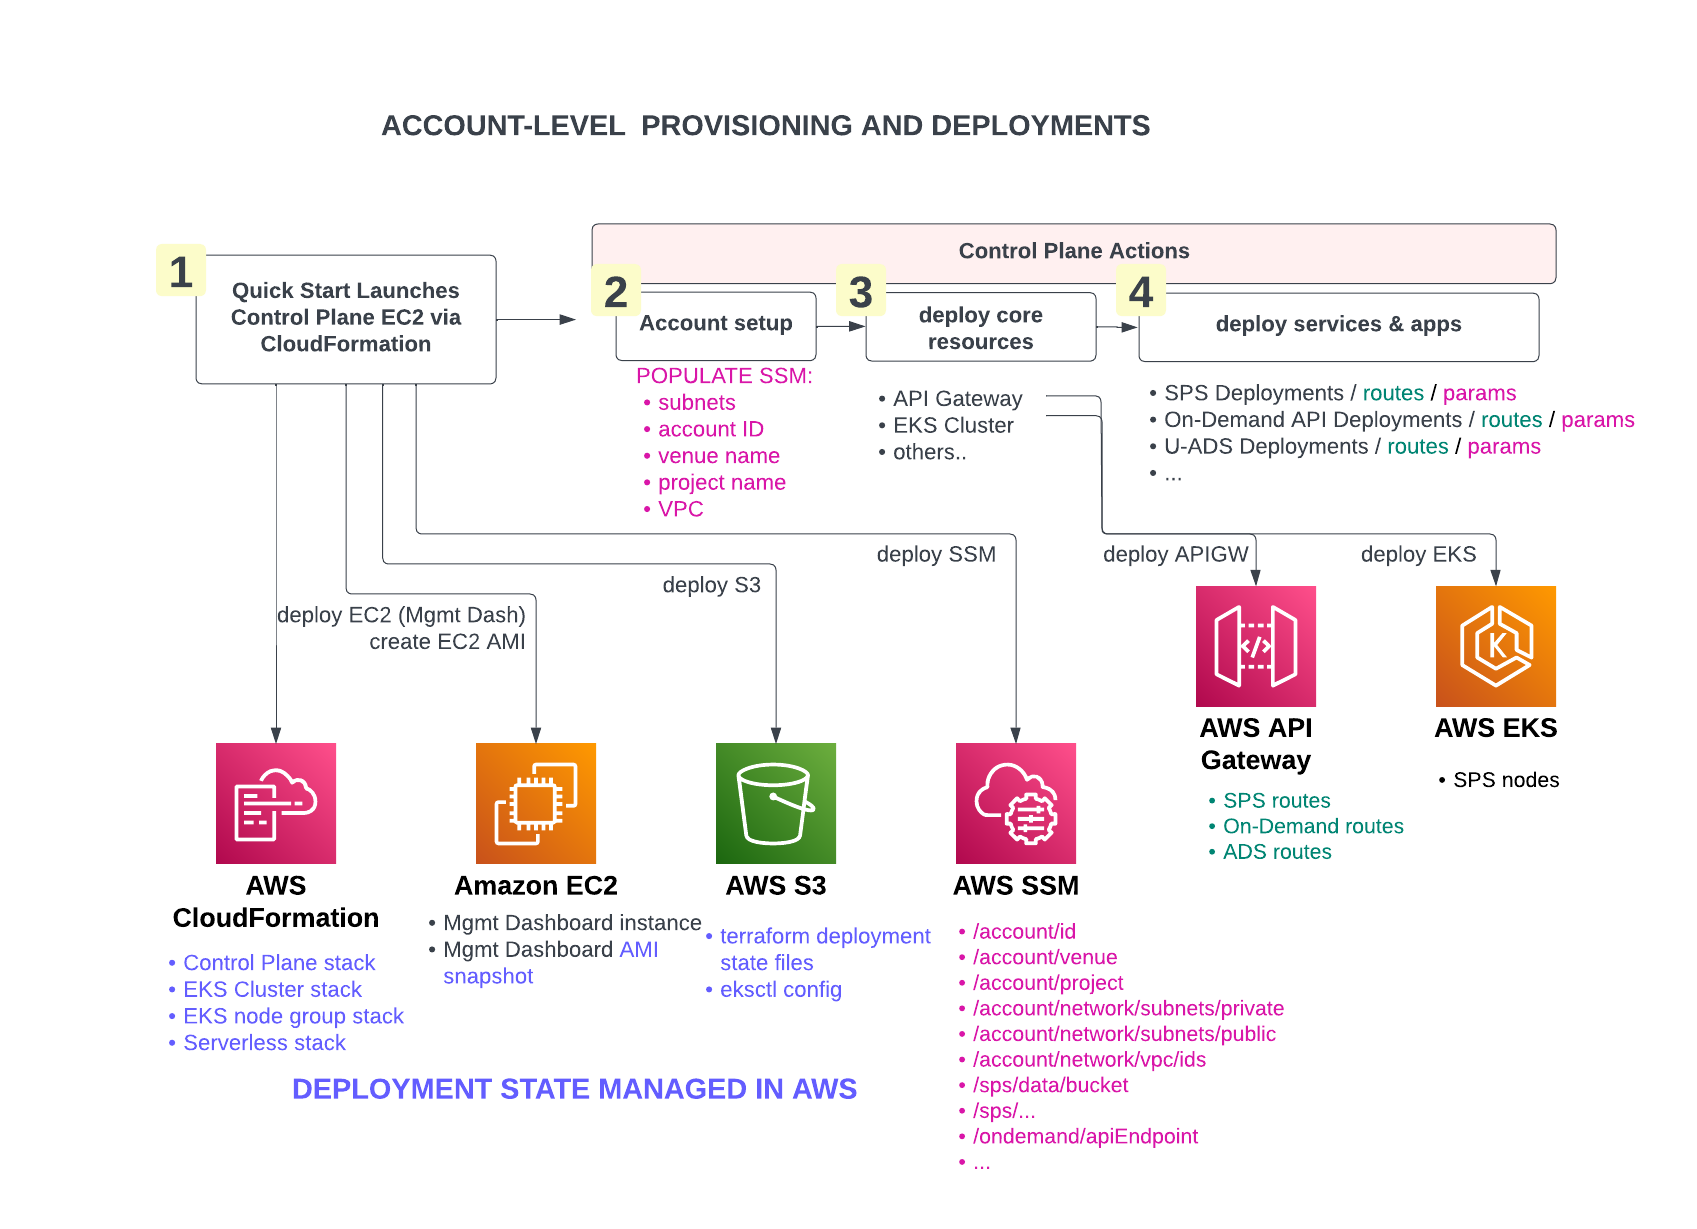 ACCOUNT-LEVEL PROVISIONING AND DEPLOYMENTS
Control Plane Actions
1
Quick Start Launches
Control Plane EC2 via
CloudFormation
2
Account setup
3
deploy core
resources
4
deploy services & apps
POPULATE SSM:
• subnets
• account ID
• venue name
• project name
• VPC
• API Gateway
• EKS Cluster
• others..
• SPS Deployments / routes / params
• On-Demand API Deployments / routes / params
• U-ADS Deployments / routes / params
• ...
deploy SSM
deploy APIGW
deploy EKS
deploy S3
deploy EC2 (Mgmt Dash)
create EC2 AMI
K
</>
AWS API
Gateway
• SPS routes
• On-Demand routes
• ADS routes
AWS EKS
• SPS nodes
AWS
CloudFormation
• Control Plane stack
• EKS Cluster stack
• EKS node group stack
• Serverless stack
Amazon EC2
• Mgmt Dashboard instance
• Mgmt Dashboard AMI
snapshot
AWS S3
• terraform deployment
state files
• eksctl config
AWS SSM
• /account/id
• /account/venue
• /account/project
• /account/network/subnets/private
• /account/network/subnets/public
• /account/network/vpc/ids
• /sps/data/bucket
• /sps/...
• /ondemand/apiEndpoint
• ...
DEPLOYMENT STATE MANAGED IN AWS